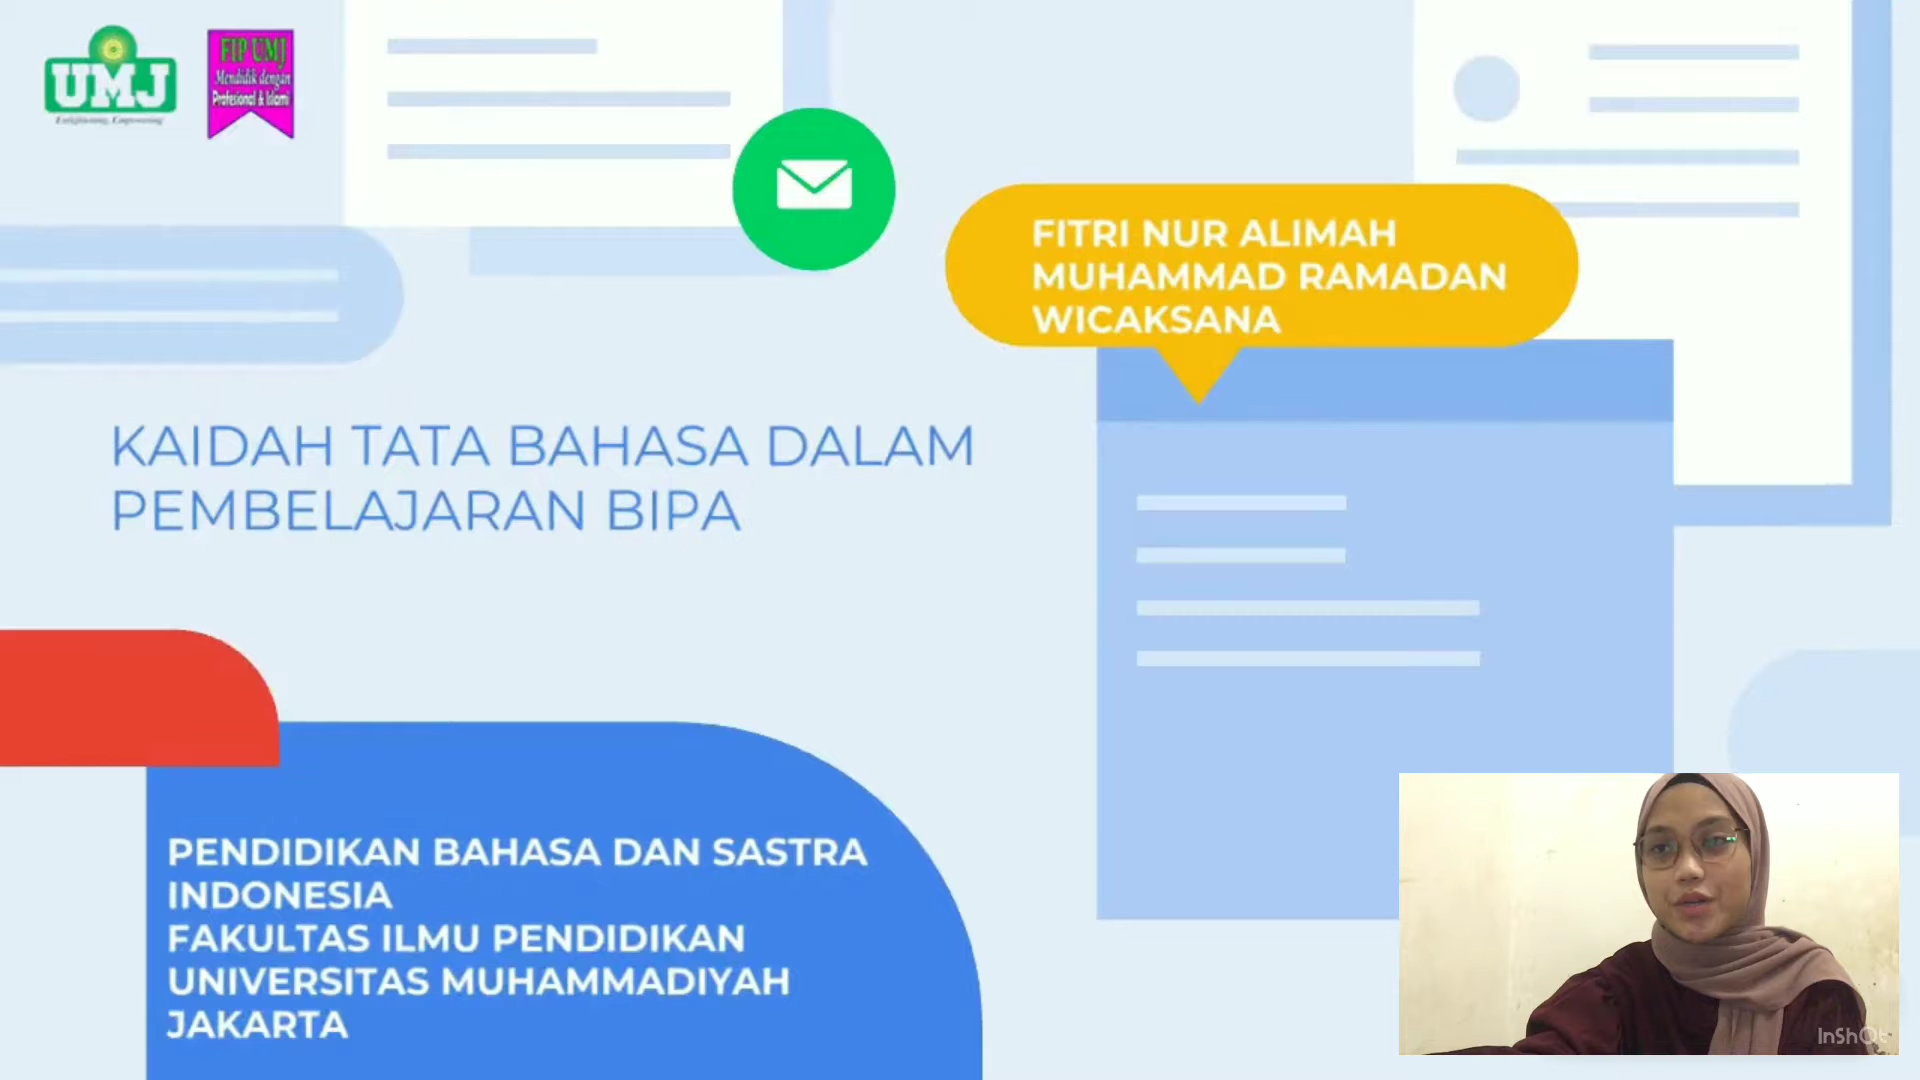 UMJ
FIP UMJ
Mendidik dengan
Profesional & Islami
FITRI NUR ALIMAH
MUHAMMAD RAMADAN
WICAKSANA
KAIDAH TATA BAHASA DALAM
PEMBELAJARAN BIPA
PENDIDIKAN BAHASA DAN SASTRA
INDONESIA
FAKULTAS ILMU PENDIDIKAN
UNIVERSITAS MUHAMMADIYAH
JAKARTA
InShOt